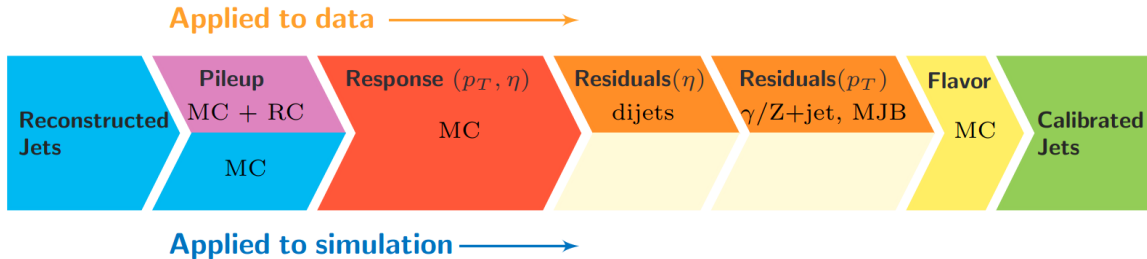 Applied to data
Reconstructed
Jets
Pileup
MC + RC
MC
Response (p_T, η)
MC
Residuals(η)
dijets
Residuals(p_T)
γ/Z+jet, MJB
Flavor
MC
Calibrated
Jets
Applied to simulation